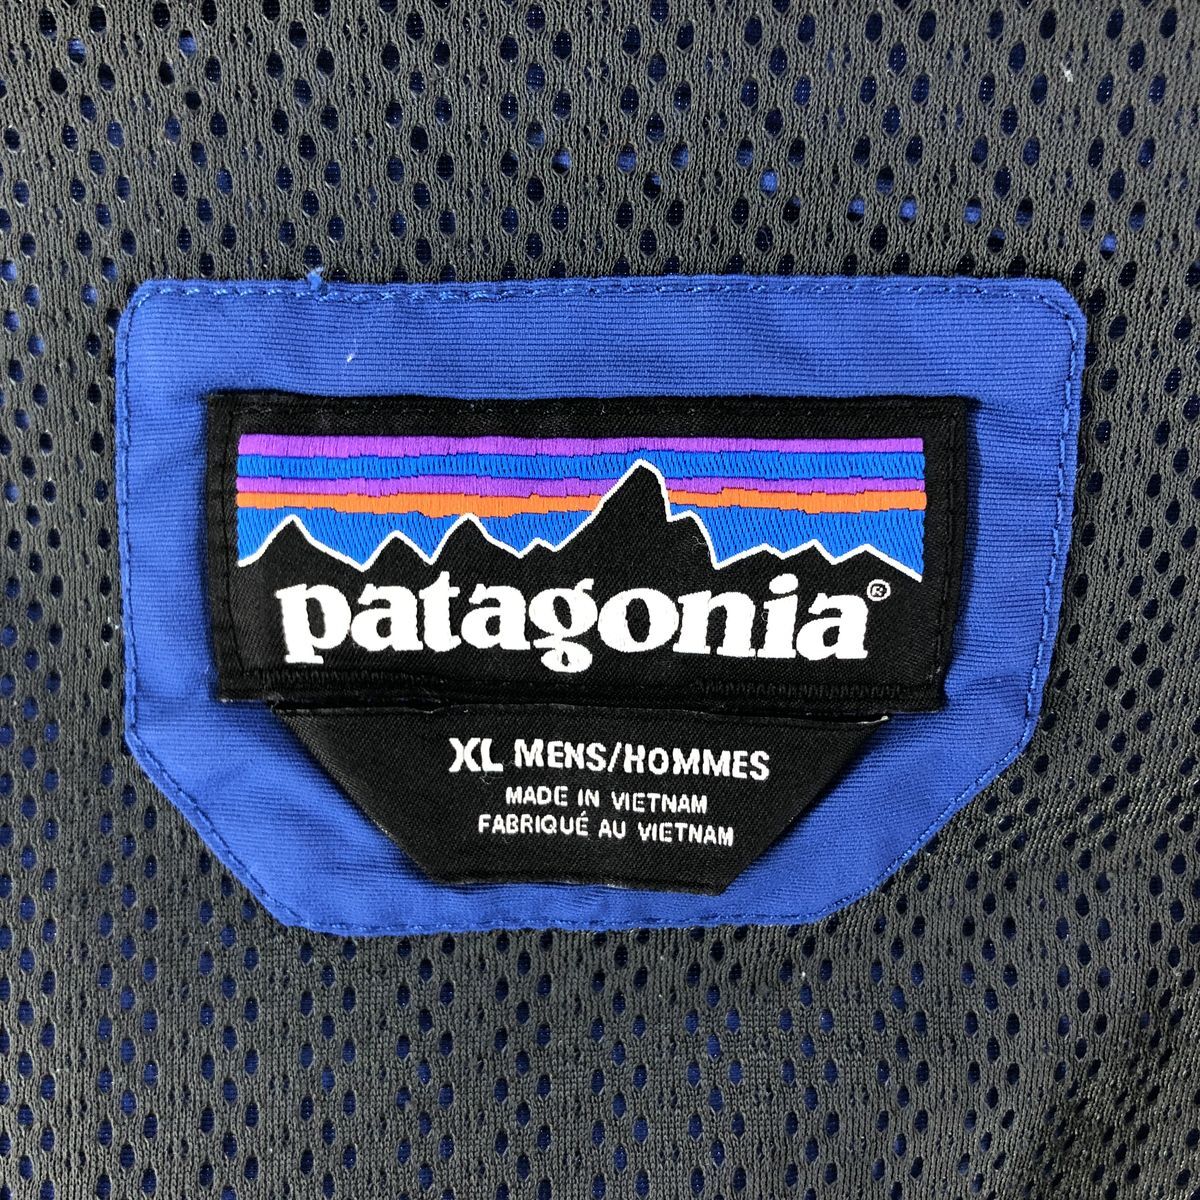 patagonia®
XL MENS/HOMMES
MADE IN VIETNAM
FABRIQUÉ AU VIETNAM